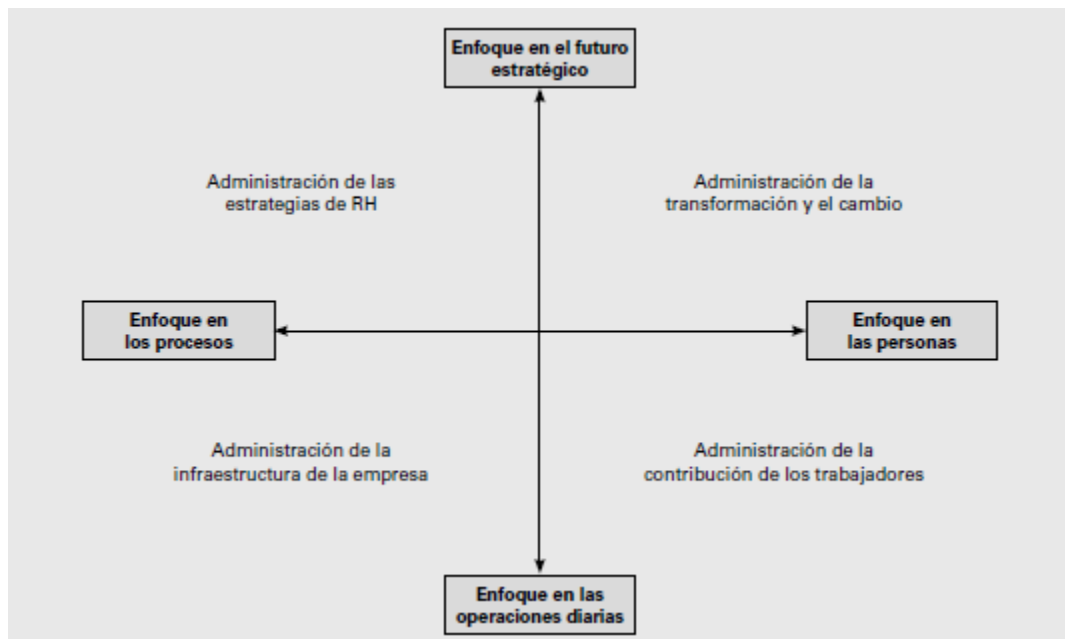 Enfoque en el futuro
estratégico
Administración de las
estrategias de RH
Administración de la
transformación y el cambio
Enfoque en
los procesos
Enfoque en
las personas
Administración de la
infraestructura de la empresa
Administración de la
contribución de los trabajadores
Enfoque en las
operaciones diarias